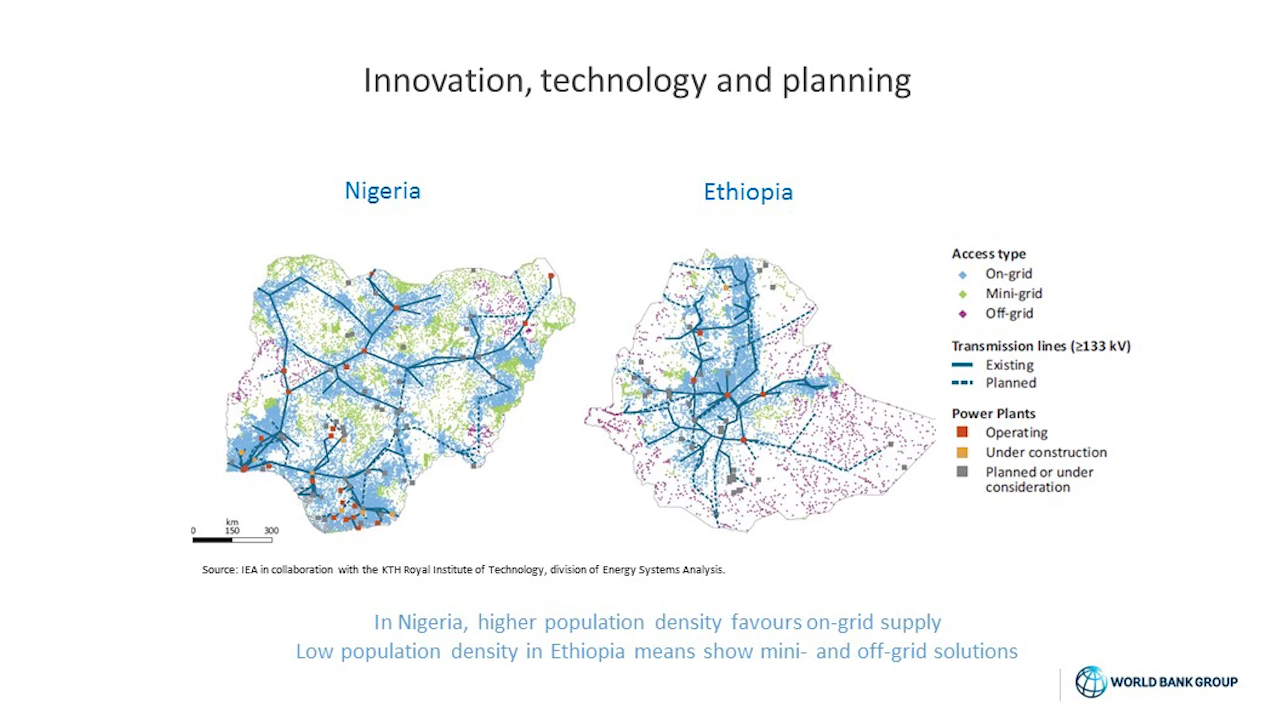 Innovation, technology and planning
Nigeria
Ethiopia
Access type
On-grid
Mini-grid
Off-grid
Transmission lines (≥133 kV)
Existing
Planned
Power Plants
Operating
Under construction
Planned or under
consideration
km
0 150 300
Source: IEA in collaboration with the KTH Royal Institute of Technology, division of Energy Systems Analysis.
In Nigeria, higher population density favours on-grid supply
Low population density in Ethiopia means show mini- and off-grid solutions
WORLD BANK GROUP